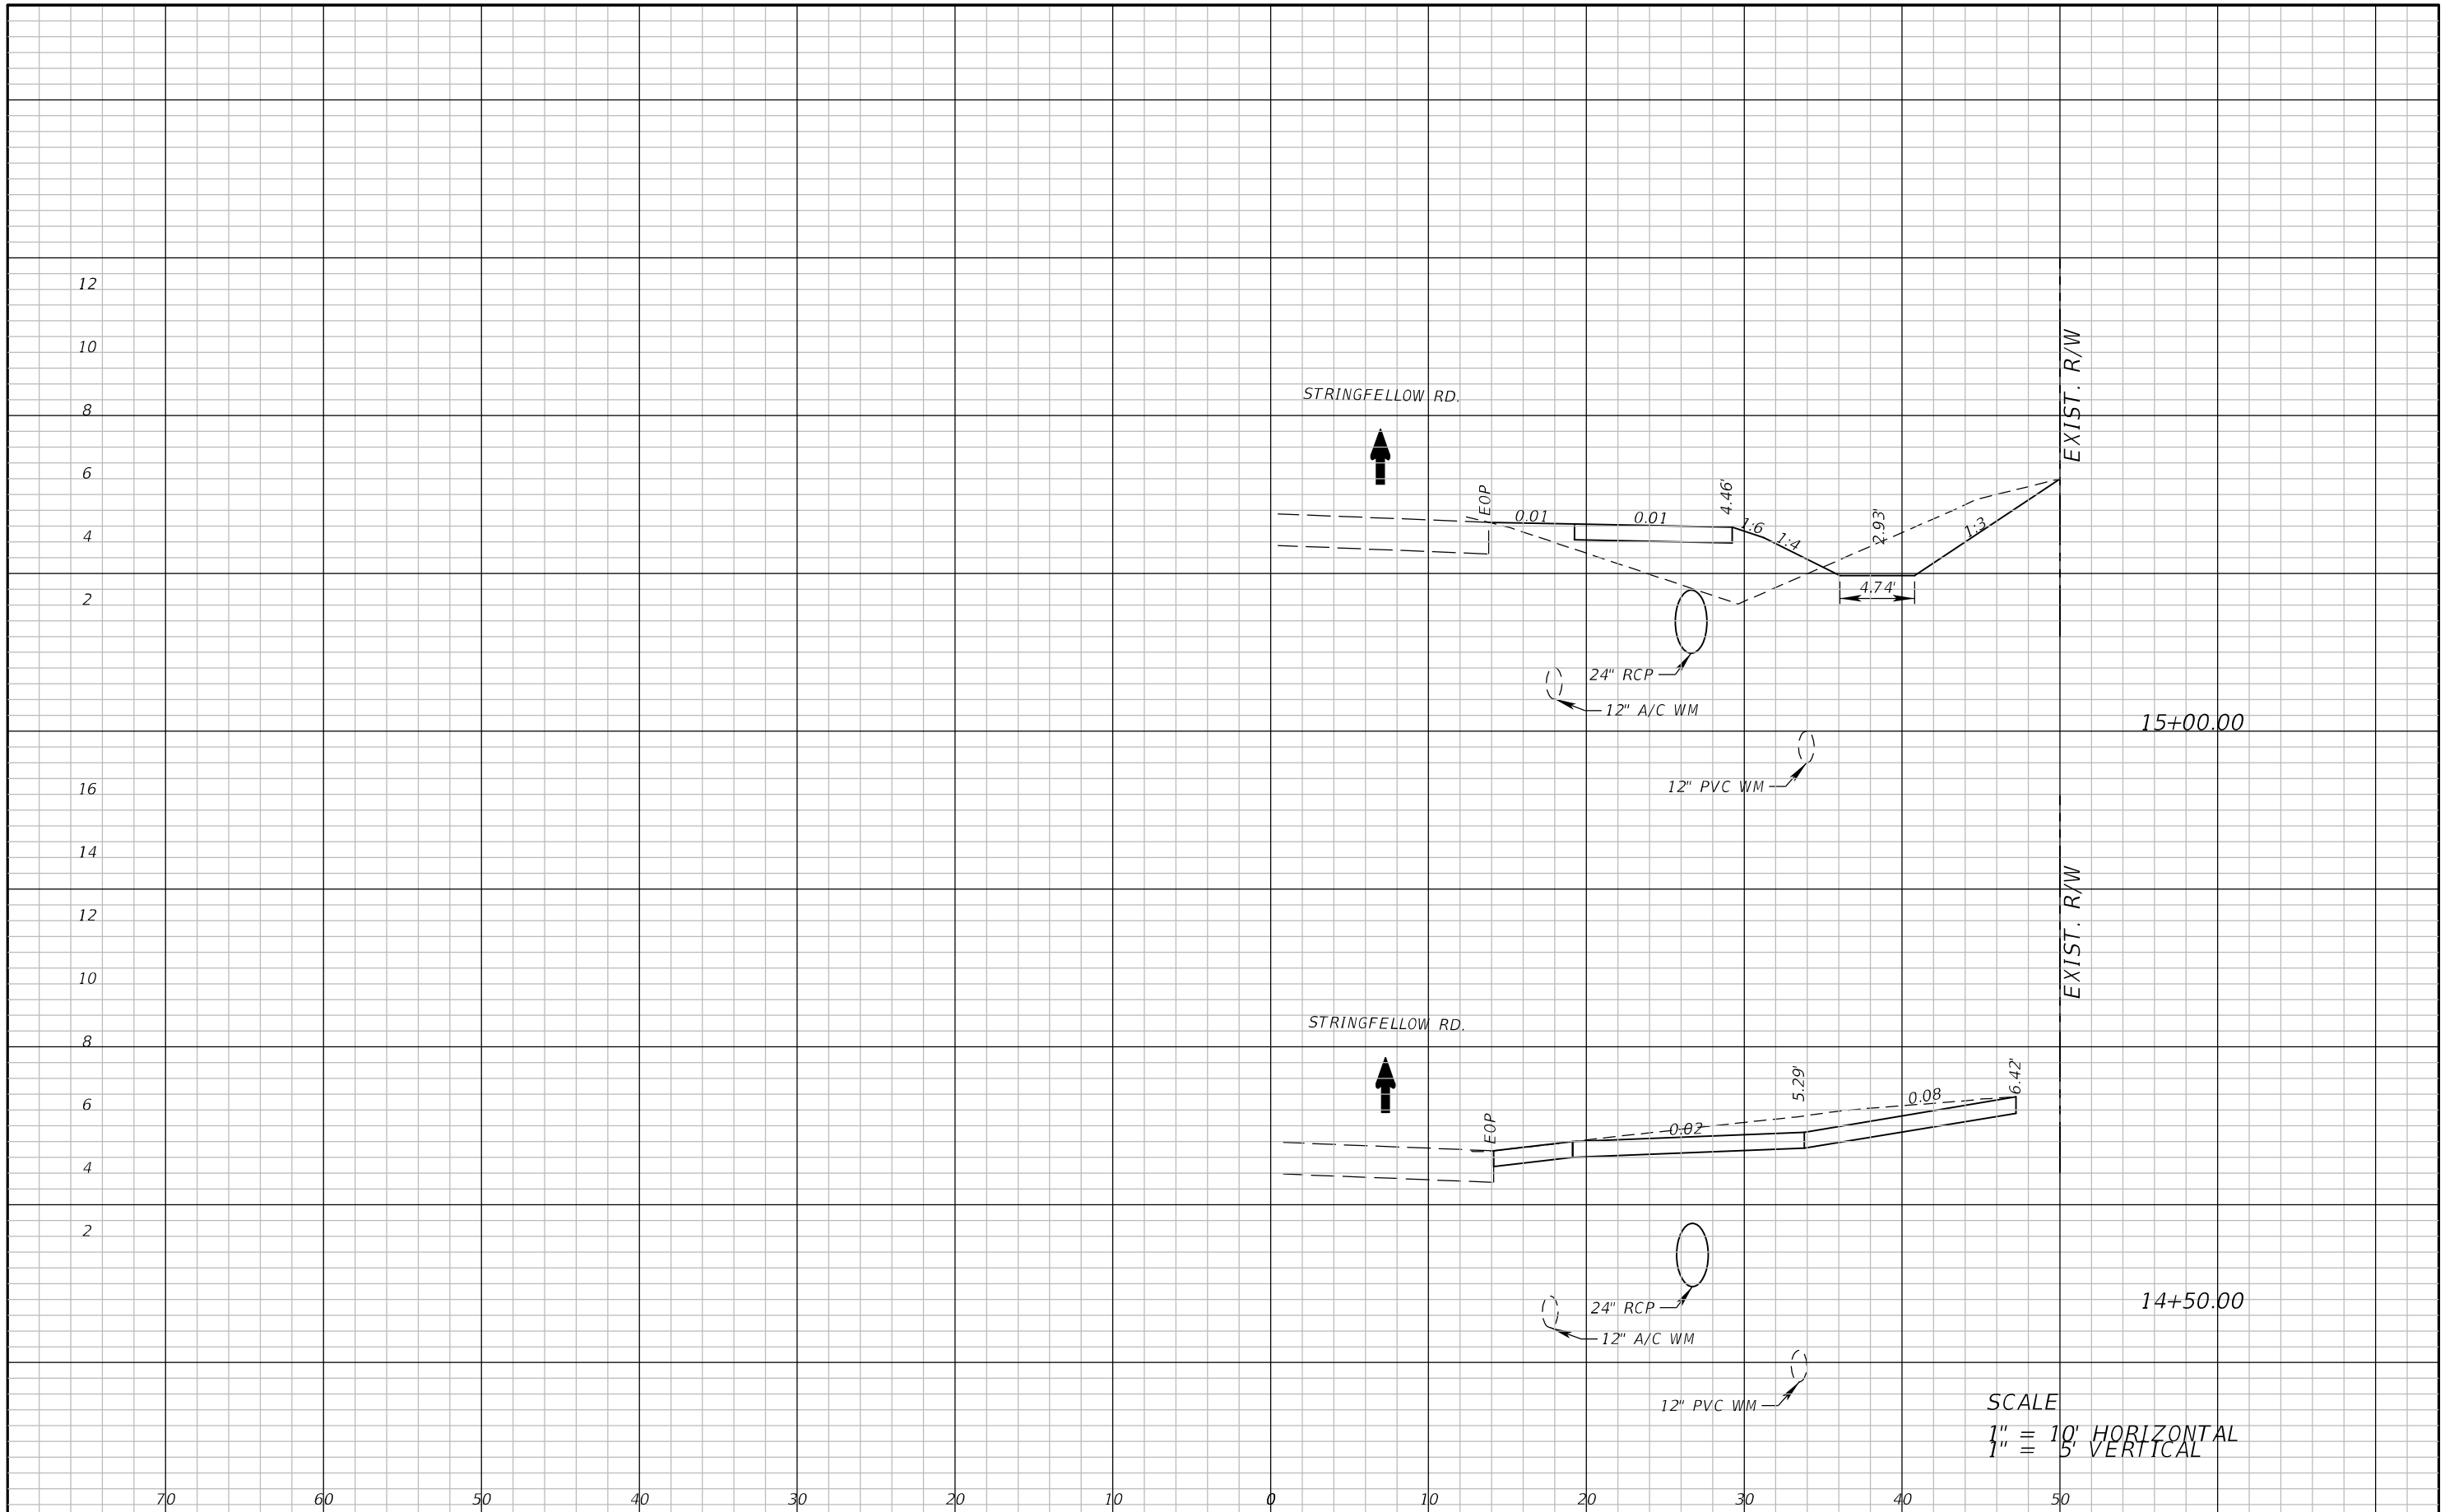 12
10
8
6
4
2
STRINGFELLOW RD.
EOP
0.01
0.01
4.46'
1:6
1:4
2.93'
1:3
4.74'
EXIST. R/W
24" RCP
12" A/C WM
12" PVC WM
15+00.00
16
14
12
10
8
6
4
2
EXIST. R/W
STRINGFELLOW RD.
EOP
0.02
5.29'
0.08
6.42'
24" RCP
12" A/C WM
12" PVC WM
14+50.00
SCALE
1" = 10' HORIZONTAL
1" = 5' VERTICAL
70 60 50 40 30 20 10 0 10 20 30 40 50